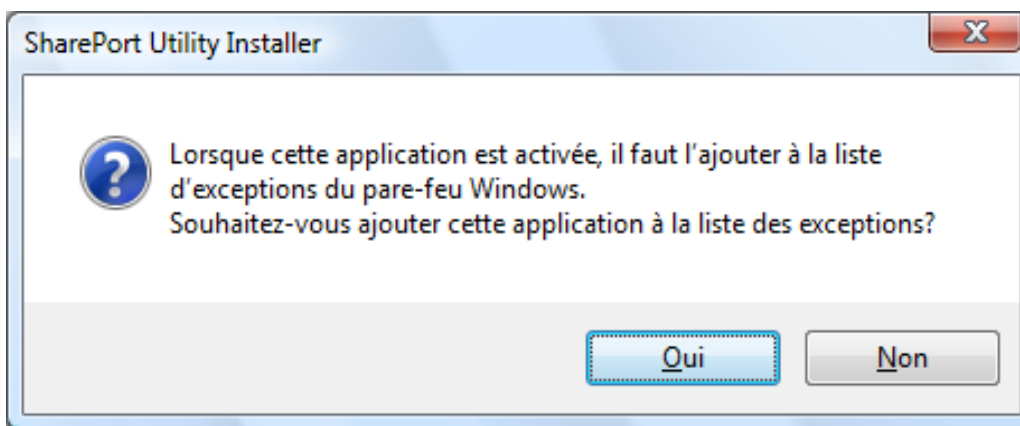 SharePort Utility Installer
Lorsque cette application est activée, il faut l'ajouter à la liste
d'exceptions du pare-feu Windows.
Souhaitez-vous ajouter cette application à la liste des exceptions?
Oui
Non